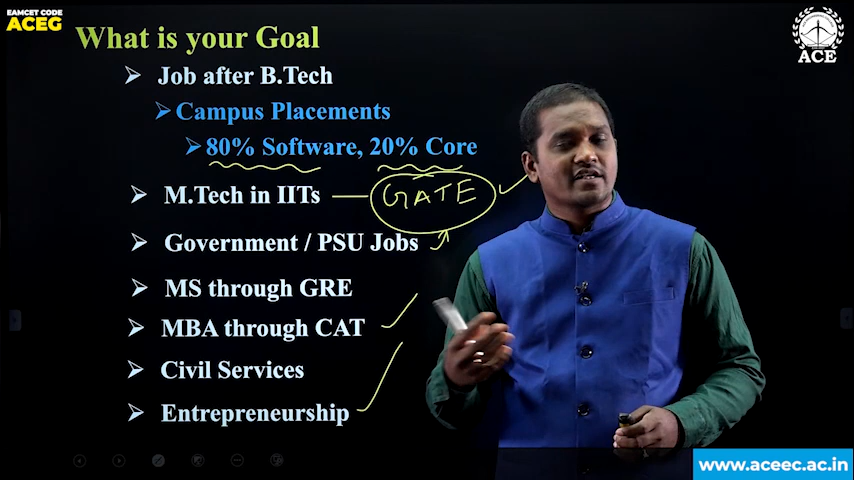 EAMCET CODE
ACEG
What is your Goal
Job after B.Tech
Campus Placements
80% Software, 20% Core
M.Tech in IITs — GATE
Government / PSU Jobs
MS through GRE
MBA through CAT
Civil Services
Entrepreneurship
ACE
www.aceec.ac.in